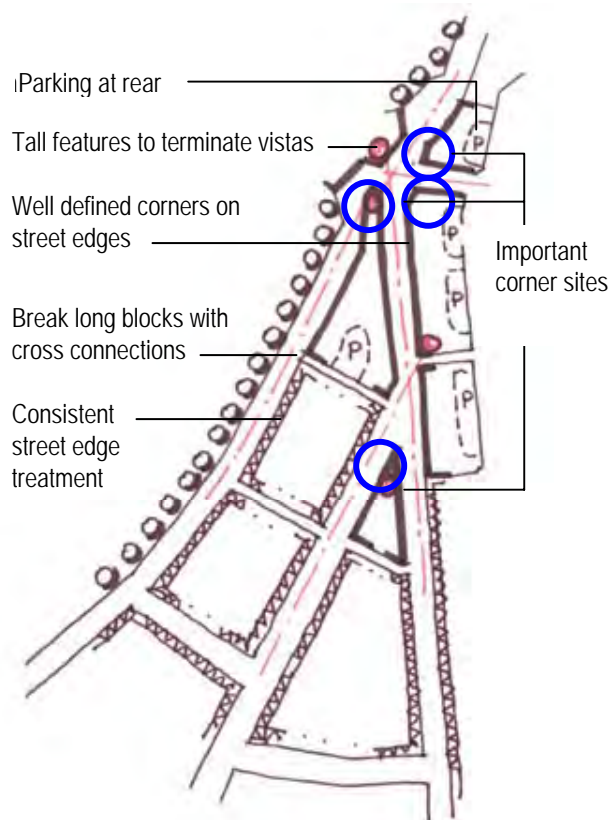 Parking at rear
Tall features to terminate vistas
Well defined corners on
street edges
Important
corner sites
Break long blocks with
cross connections
Consistent
street edge
treatment
P
P
P
P
P